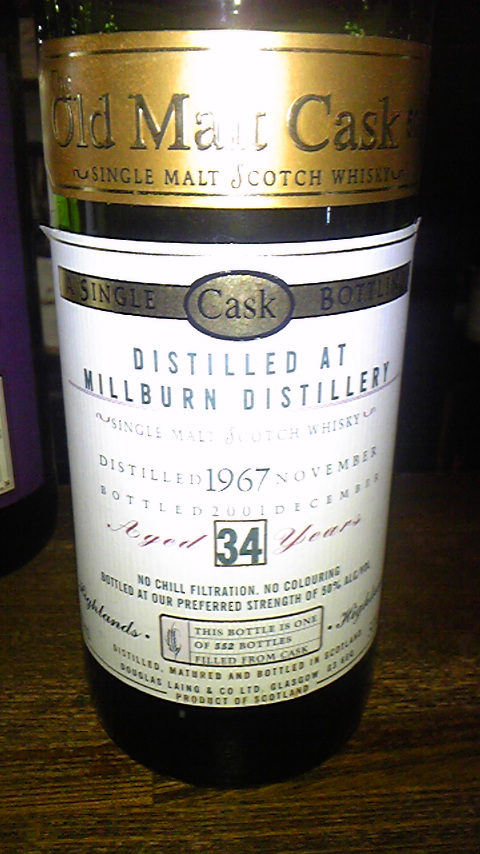 The
Old Malt Cask
SINGLE MALT SCOTCH WHISKY
A SINGLE Cask BOTTLING
DISTILLED AT
MILLBURN DISTILLERY
SINGLE MALT SCOTCH WHISKY
DISTILLED 1967 NOVEMBER
BOTTLED 2001 DECEMBER
Aged 34 Years
NO CHILL FILTRATION. NO COLOURING
BOTTLED AT OUR PREFERRED STRENGTH OF 50% ALC/VOL
THIS BOTTLE IS ONE
OF 552 BOTTLES
FILLED FROM CASK
DISTILLED, MATURED AND BOTTLED IN SCOTLAND
DOUGLAS LAING & CO LTD, GLASGOW G3
PRODUCT OF SCOTLAND